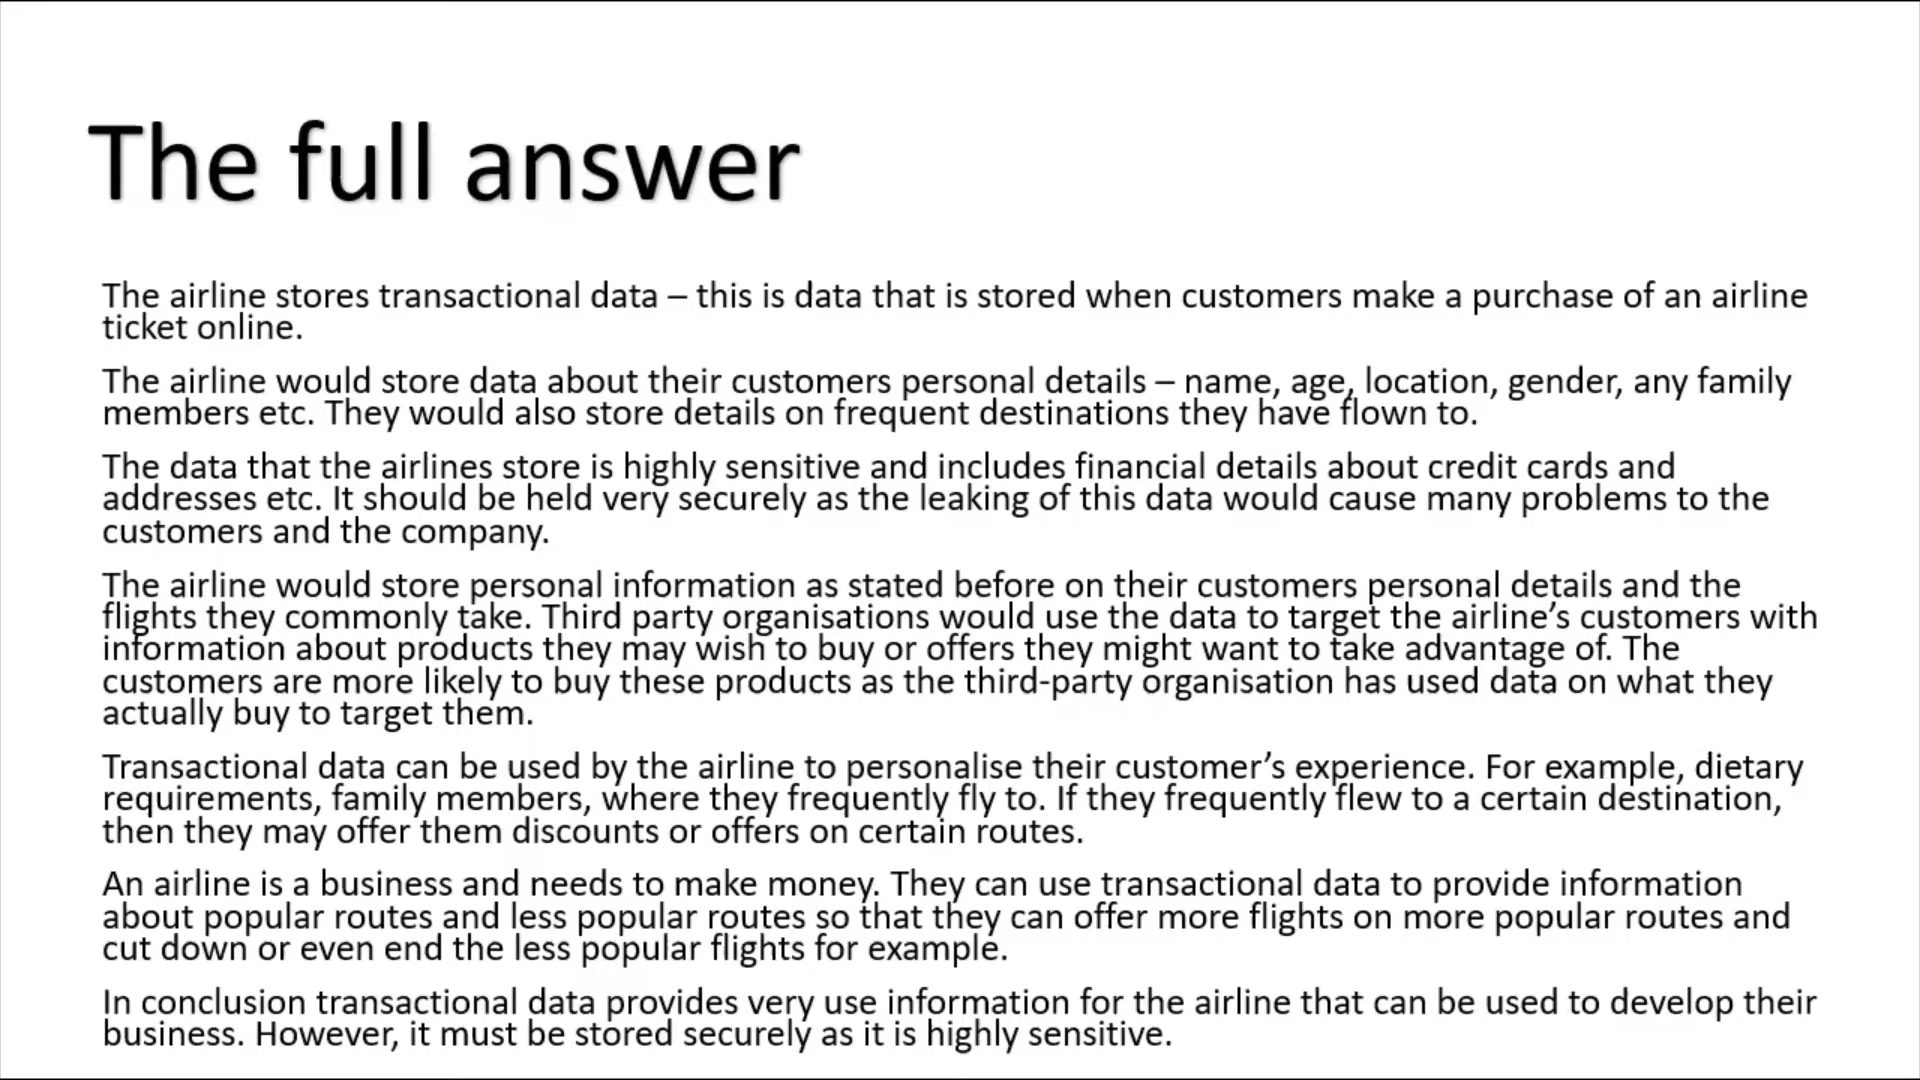 The full answer
The airline stores transactional data – this is data that is stored when customers make a purchase of an airline
ticket online.
The airline would store data about their customers personal details – name, age, location, gender, any family
members etc. They would also store details on frequent destinations they have flown to.
The data that the airlines store is highly sensitive and includes financial details about credit cards and
addresses etc. It should be held very securely as the leaking of this data would cause many problems to the
customers and the company.
The airline would store personal information as stated before on their customers personal details and the
flights they commonly take. Third party organisations would use the data to target the airline’s customers with
information about products they may wish to buy or offers they might want to take advantage of. The
customers are more likely to buy these products as the third-party organisation has used data on what they
actually buy to target them.
Transactional data can be used by the airline to personalise their customer’s experience. For example, dietary
requirements, family members, where they frequently fly to. If they frequently flew to a certain destination,
then they may offer them discounts or offers on certain routes.
An airline is a business and needs to make money. They can use transactional data to provide information
about popular routes and less popular routes so that they can offer more flights on more popular routes and
cut down or even end the less popular flights for example.
In conclusion transactional data provides very use information for the airline that can be used to develop their
business. However, it must be stored securely as it is highly sensitive.